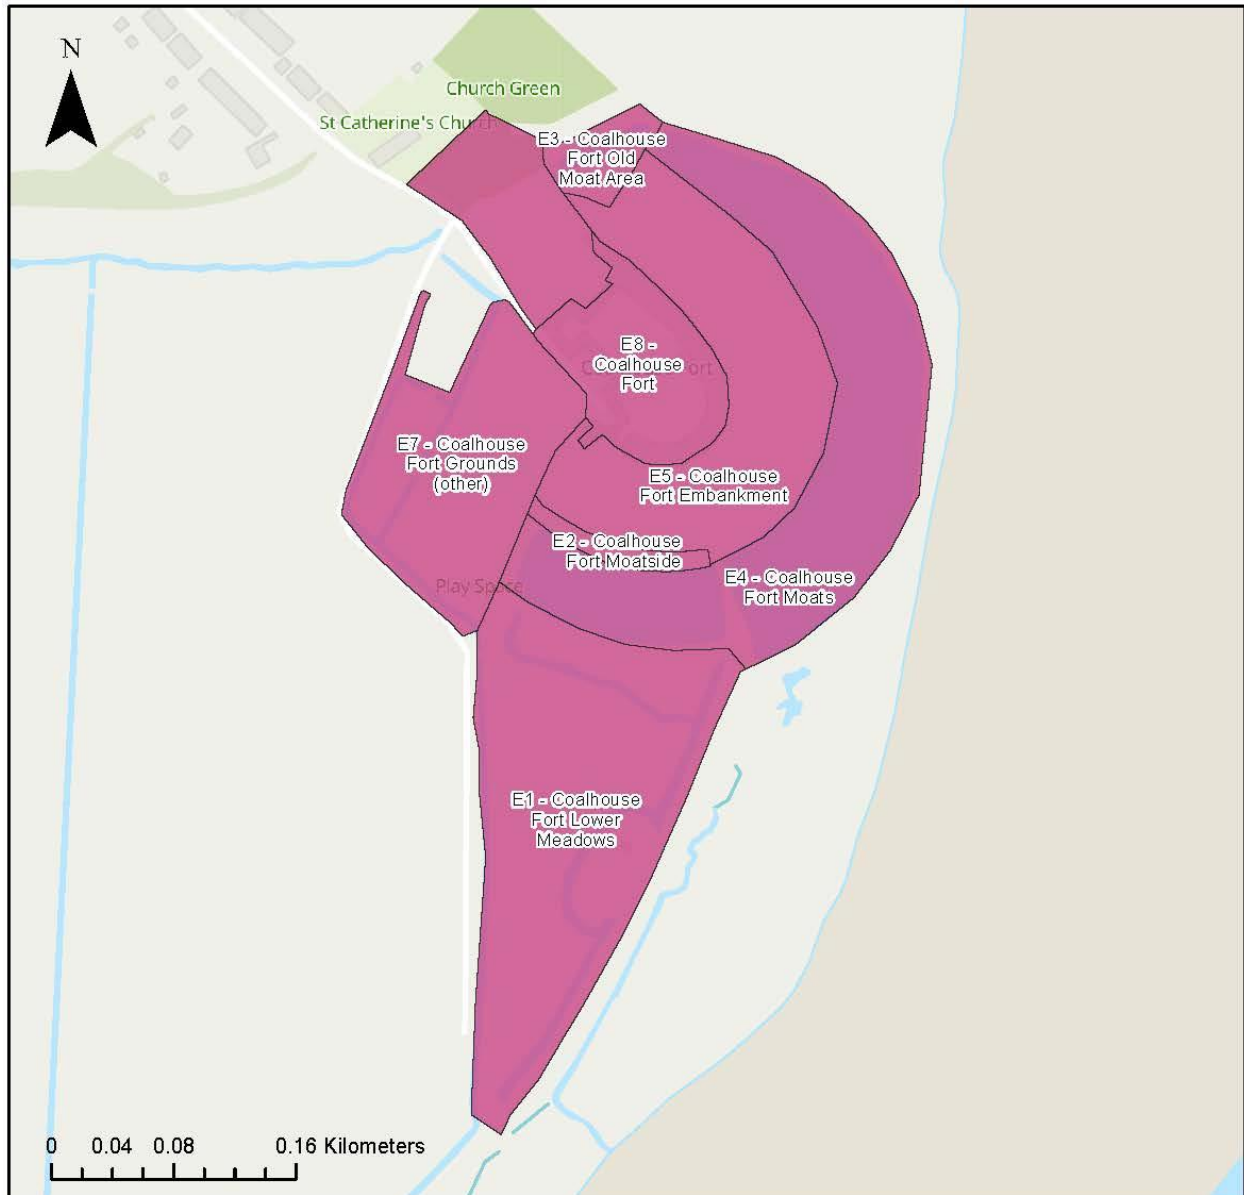 N
Church Green
St Catherine's Church
E3 - Coalhouse
Fort Old
Moat Area
E8 -
Coalhouse
Fort
E7 - Coalhouse
Fort Grounds
(other)
E5 - Coalhouse
Fort Embankment
E2 - Coalhouse
Fort Moatside
E4 - Coalhouse
Fort Moats
Play Space
E1 - Coalhouse
Fort Lower
Meadows
0 0.04 0.08 0.16 Kilometers